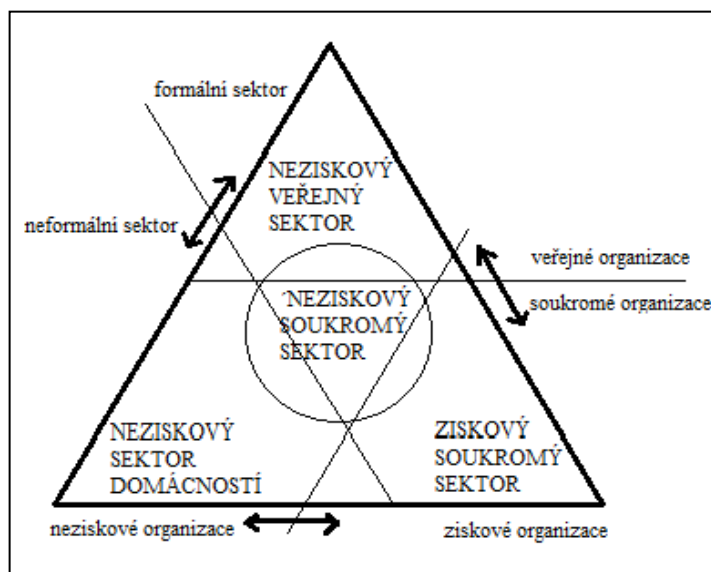 formální sektor
NEZISKOVÝ
VEŘEJNÝ
SEKTOR
neformální sektor
veřejné organizace
soukromé organizace
´NEZISKOVÝ
SOUKROMÝ
SEKTOR
NEZISKOVÝ
SEKTOR
DOMÁCNOSTÍ
ZISKOVÝ
SOUKROMÝ
SEKTOR
neziskové organizace
ziskové organizace